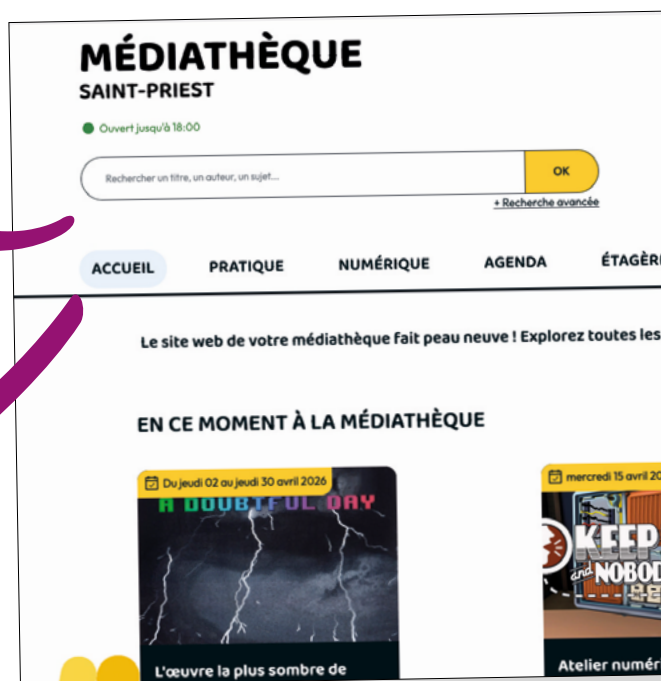 MÉDIATHÈQUE
SAINT-PRIEST
Ouvert jusqu'à 18:00
Rechercher un titre, un auteur, un sujet...
OK
+ Recherche avancée
ACCUEIL PRATIQUE NUMÉRIQUE AGENDA ÉTAGÈR
Le site web de votre médiathèque fait peau neuve ! Explorez toutes les
EN CE MOMENT À LA MÉDIATHÈQUE
Du jeudi 02 au jeudi 30 avril 2026
A DOUBTFUL DAY
L'œuvre la plus sombre de
mercredi 15 avril 20
KEEP
and NOBOD
Atelier numér